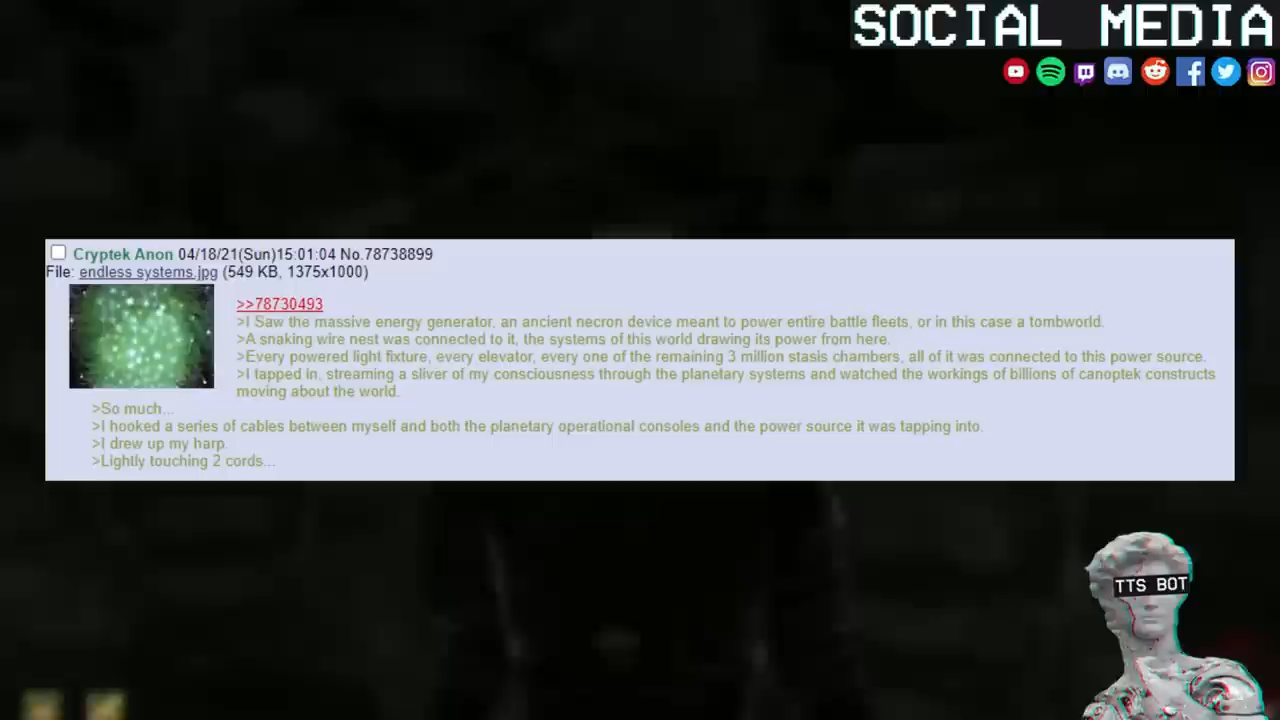 SOCIAL MEDIA
Cryptek Anon 04/18/21(Sun)15:01:04 No.78738899
File: endless systems.jpg (549 KB, 1375x1000)
>>78730493
>I Saw the massive energy generator, an ancient necron device meant to power entire battle fleets, or in this case a tombworld.
>A snaking wire nest was connected to it, the systems of this world drawing its power from here.
>Every powered light fixture, every elevator, every one of the remaining 3 million stasis chambers, all of it was connected to this power source.
>I tapped in, streaming a sliver of my consciousness through the planetary systems and watched the workings of billions of canoptek constructs
moving about the world.
>So much...
>I hooked a series of cables between myself and both the planetary operational consoles and the power source it was tapping into.
>I drew up my harp.
>Lightly touching 2 cords...
TTS BOT